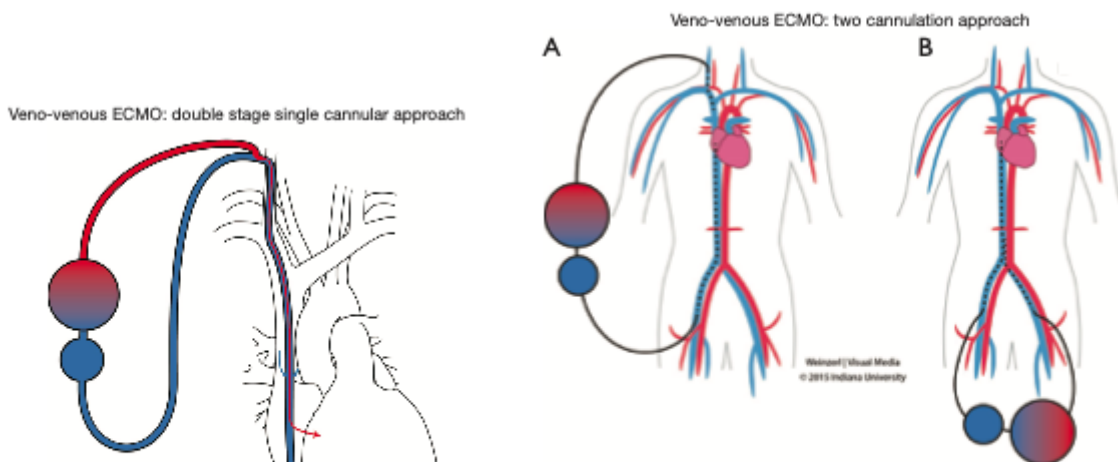 Veno-venous ECMO: two cannulation approach
A
B
Veno-venous ECMO: double stage single cannular approach
Weinzerl | Visual Media
© 2015 Indiana University